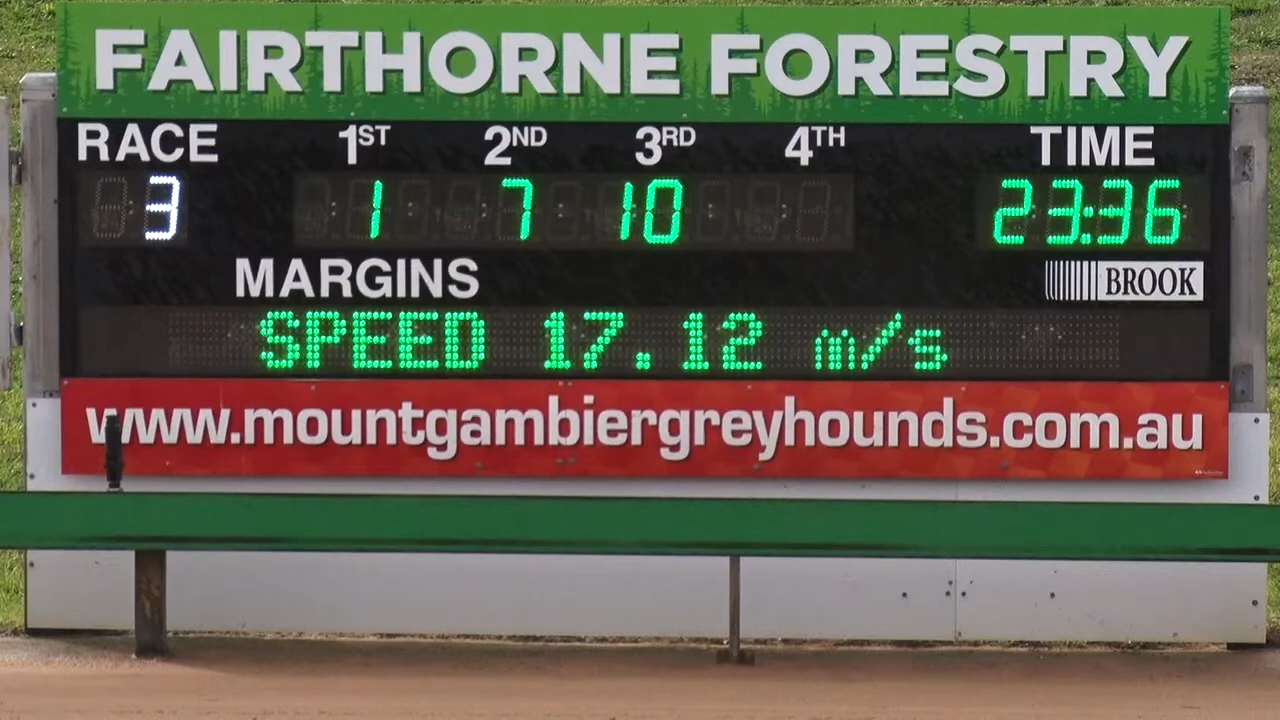 FAIRTHORNE FORESTRY
RACE 1ST 2ND 3RD 4TH TIME
3 1 7 10 23:36
MARGINS BROOK
SPEED 17.12 m/s
www.mountgambiergreyhounds.com.au